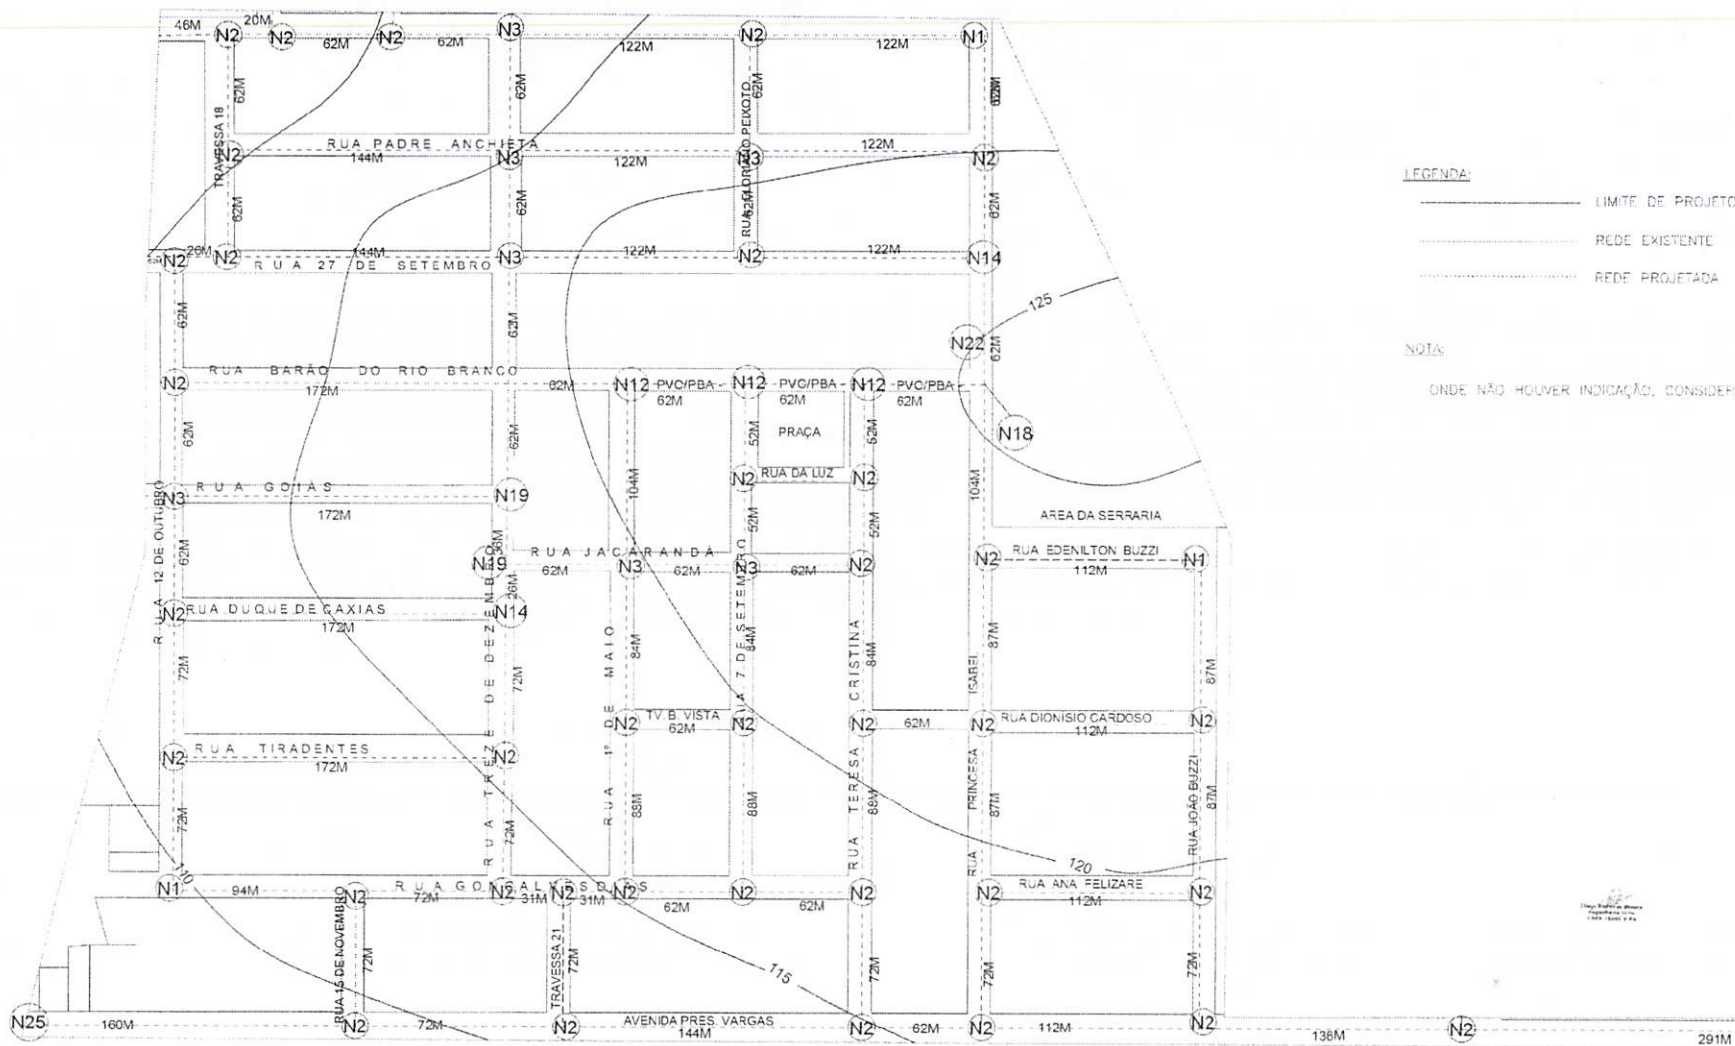 46M 20M
N2 N2 62M N2 62M N3 122M N2 122M N1
62M 62M 62M
TRAVESSA 18
RUA FLORIANO PEIXOTO
RUA PADRE ANCHIETA
N2 144M N3 122M N3 122M N2
62M 62M 62M 62M
26M 144M 122M 122M
N2 N2 N3 N2 N14
RUA 27 DE SETEMBRO
62M 62M 62M
125
N22
RUA BARÃO DO RIO BRANCO
N2 172M 62M N12 PVC/PBA N12 PVC/PBA N12 PVC/PBA
62M 62M 62M
N18
62M 62M 52M PRAÇA 52M
RUA DA LUZ
N2 N2
104M 104M
RUA GOIÁS
N3 172M N19
36M
52M 52M
AREA DA SERRARIA
RUA 12 DE OUTUBRO
62M
RUA JACARANDÁ
N19 62M N3 62M N3 62M N2
N2 RUA EDENILTON BUZZI N1
112M
26M
N2 RUA DUQUE DE CAXIAS N14
172M
72M 72M 84M 84M 84M 87M 87M
RUA TREZE DE DEZEMBRO
RUA 1º DE MAIO
RUA 7 DE SETEMBRO
RUA TERESA CRISTINA
RUA PRINCESA ISABEL
RUA JOÃO BUZZI
N2 TV.B. VISTA N2 N2 62M N2 RUA DIONISIO CARDOSO N2
62M 112M
N2 RUA TIRADENTES N2
172M
72M 72M 88M 88M 88M 87M 87M
110
120
RUA GONÇALVES DIAS
N1 94M N2 72M N2 31M N2 31M N2 62M N2 62M N2
N2 RUA ANA FELIZARE N2
112M
RUA 15 DE NOVEMBRO
72M
TRAVESSA 21
72M 72M 72M 72M
115
AVENIDA PRES. VARGAS
N25 160M N2 72M N2 144M N2 62M N2 112M N2 136M N2 291M
LEGENDA:
LIMITE DE PROJETO
REDE EXISTENTE
REDE PROJETADA
NOTA:
ONDE NÃO HOUVER INDICAÇÃO, CONSIDER